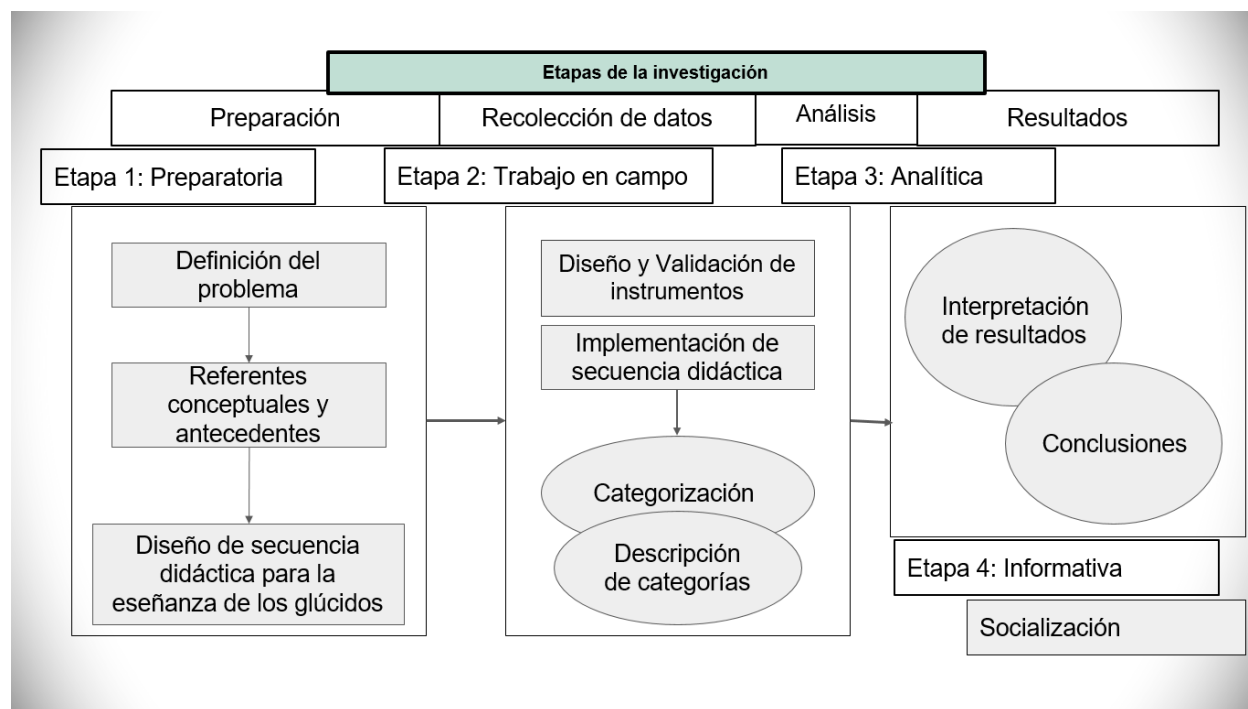 Etapas de la investigación
Preparación
Recolección de datos
Análisis
Resultados
Etapa 1: Preparatoria
Etapa 2: Trabajo en campo
Etapa 3: Analítica
Definición del
problema
Referentes
conceptuales y
antecedentes
Diseño de secuencia
didáctica para la
eseñanza de los glúcidos
Diseño y Validación de
instrumentos
Implementación de
secuencia didáctica
Categorización
Descripción
de categorías
Interpretación
de resultados
Conclusiones
Etapa 4: Informativa
Socialización